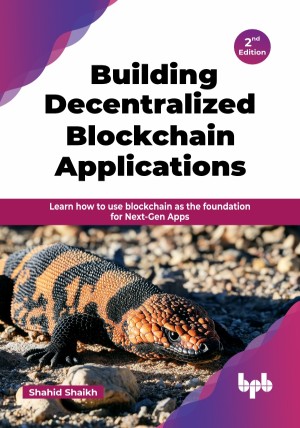 2nd
Edition
Building
Decentralized
Blockchain
Applications
Learn how to use blockchain as the foundation
for Next-Gen Apps
Shahid Shaikh
bpb